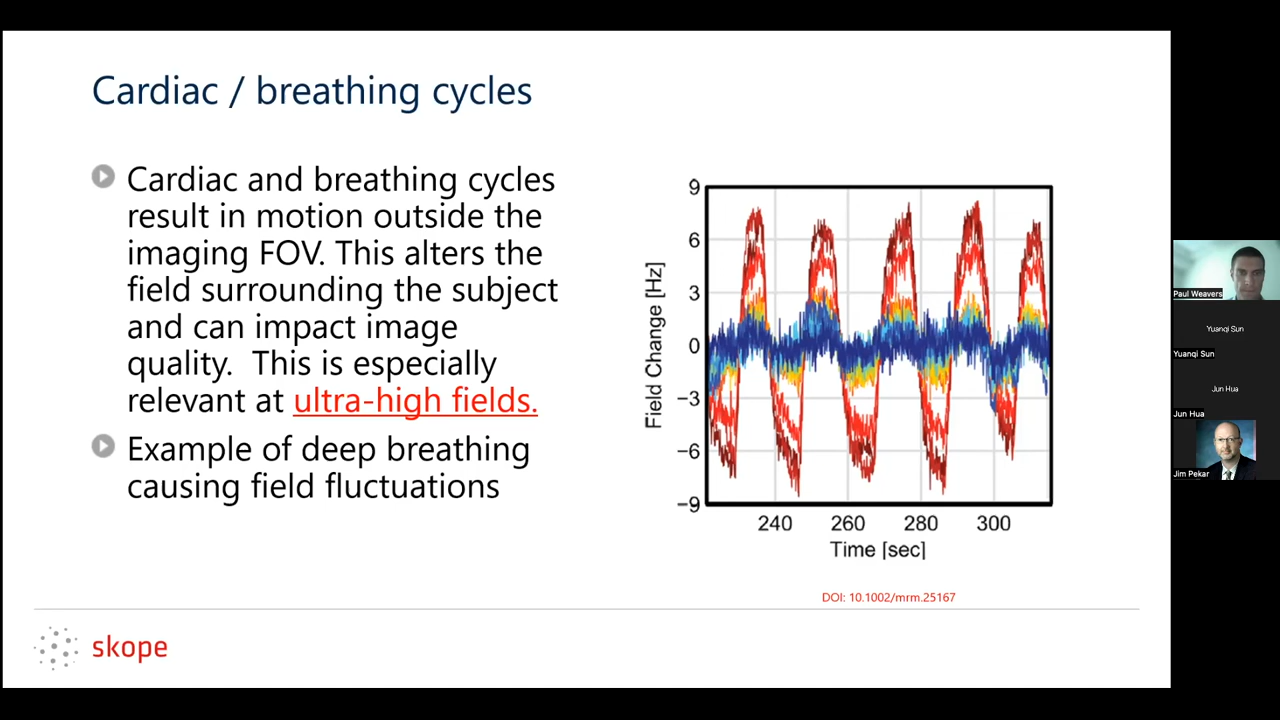 Cardiac / breathing cycles
Cardiac and breathing cycles
result in motion outside the
imaging FOV. This alters the
field surrounding the subject
and can impact image
quality.  This is especially
relevant at ultra-high fields.
Example of deep breathing
causing field fluctuations
9
6
3
0
−3
−6
−9
Field Change [Hz]
240 260 280 300
Time [sec]
DOI: 10.1002/mrm.25167
skope
Paul Weavers
Yuanqi Sun
Yuanqi Sun
Jun Hua
Jun Hua
Jim Pekar